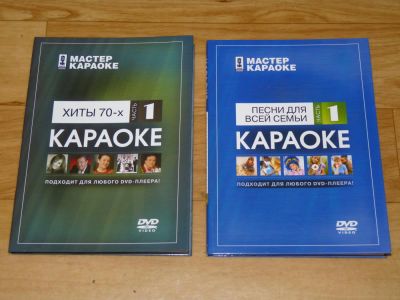 МАСТЕР
КАРАОКЕ
ХИТЫ 70-х
ЧАСТЬ
1
КАРАОКЕ
ПОДХОДИТ ДЛЯ ЛЮБОГО DVD-ПЛЕЕРА!
DVD
VIDEO
МАСТЕР
КАРАОКЕ
ПЕСНИ ДЛЯ
ВСЕЙ СЕМЬИ
ЧАСТЬ
1
КАРАОКЕ
ПОДХОДИТ ДЛЯ ЛЮБОГО DVD-ПЛЕЕРА!
DVD
VIDEO